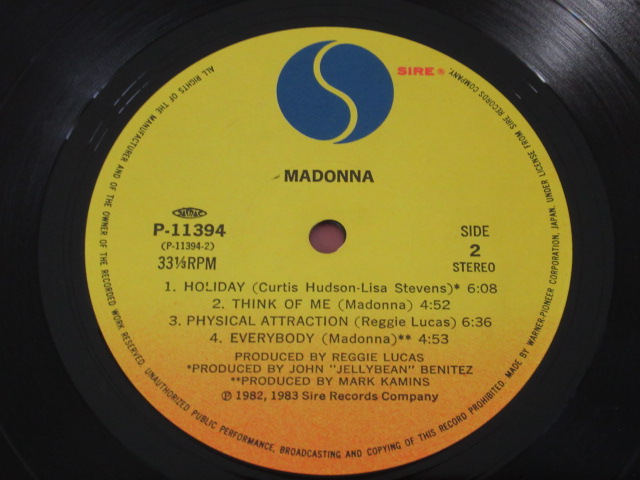 SIRE ®
MADONNA
P-11394
(P-11394-2)
33⅓RPM
SIDE
2
STEREO
1. HOLIDAY (Curtis Hudson-Lisa Stevens)* 6:08
2. THINK OF ME (Madonna) 4:52
3. PHYSICAL ATTRACTION (Reggie Lucas) 6:36
4. EVERYBODY (Madonna)** 4:53
PRODUCED BY REGGIE LUCAS
*PRODUCED BY JOHN "JELLYBEAN" BENITEZ
**PRODUCED BY MARK KAMINS
℗ 1982, 1983 Sire Records Company
ALL RIGHTS OF THE MANUFACTURER AND OF THE OWNER OF THE RECORDED WORK RESERVED. UNAUTHORIZED PUBLIC PERFORMANCE, BROADCASTING AND COPYING OF THIS RECORD PROHIBITED. MADE BY WARNER-PIONEER CORPORATION, JAPAN, UNDER LICENSE FROM SIRE RECORDS COMPANY.